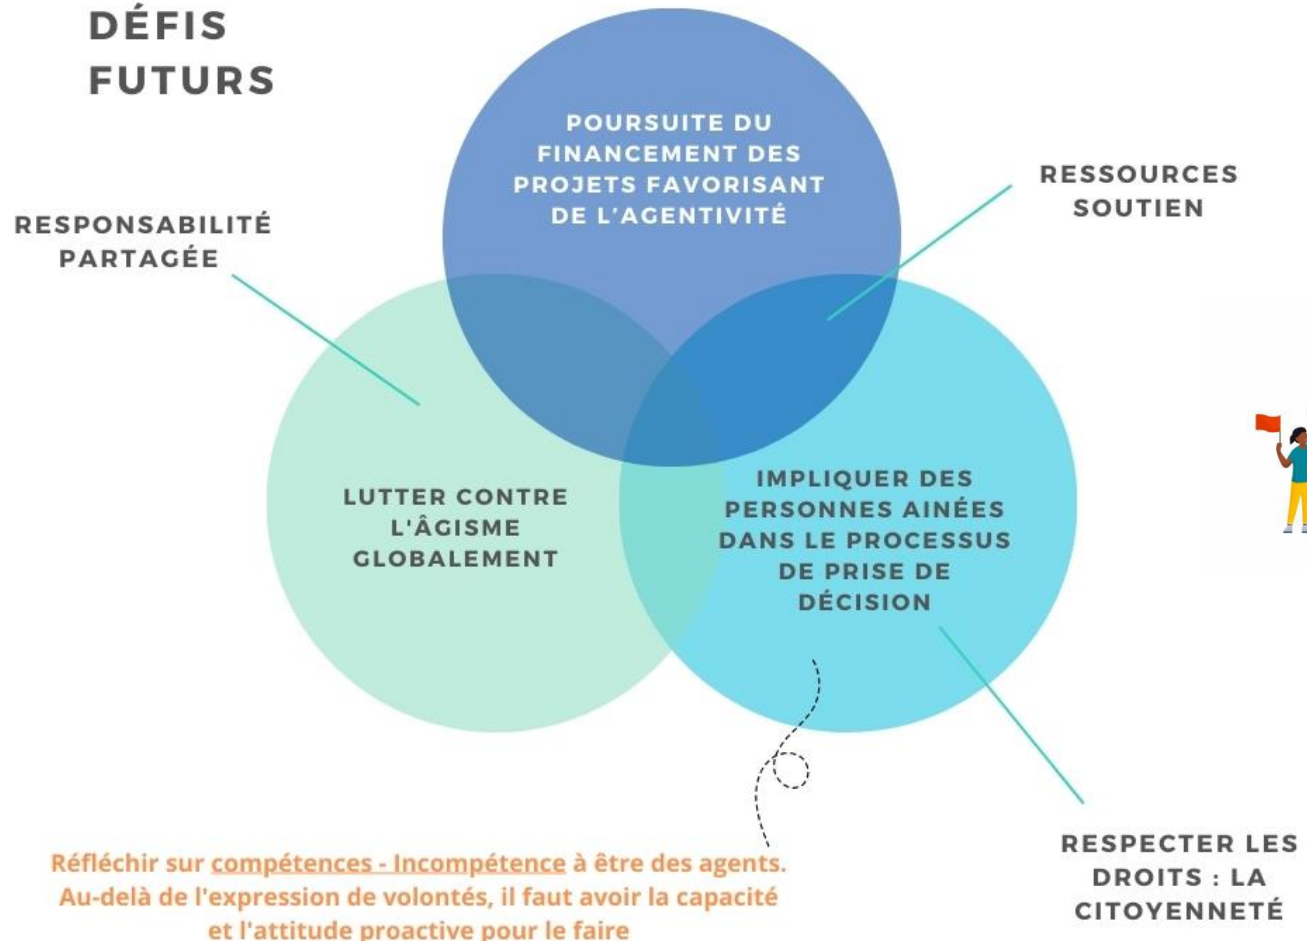 DÉFIS
FUTURS
POURSUITE DU
FINANCEMENT DES
PROJETS FAVORISANT
DE L'AGENTIVITÉ
RESSOURCES
SOUTIEN
RESPONSABILITÉ
PARTAGÉE
LUTTER CONTRE
L'ÂGISME
GLOBALEMENT
IMPLIQUER DES
PERSONNES AINÉES
DANS LE PROCESSUS
DE PRISE DE
DÉCISION
RESPECTER LES
DROITS : LA
CITOYENNETÉ
Réfléchir sur compétences - Incompétence à être des agents.
Au-delà de l'expression de volontés, il faut avoir la capacité
et l'attitude proactive pour le faire